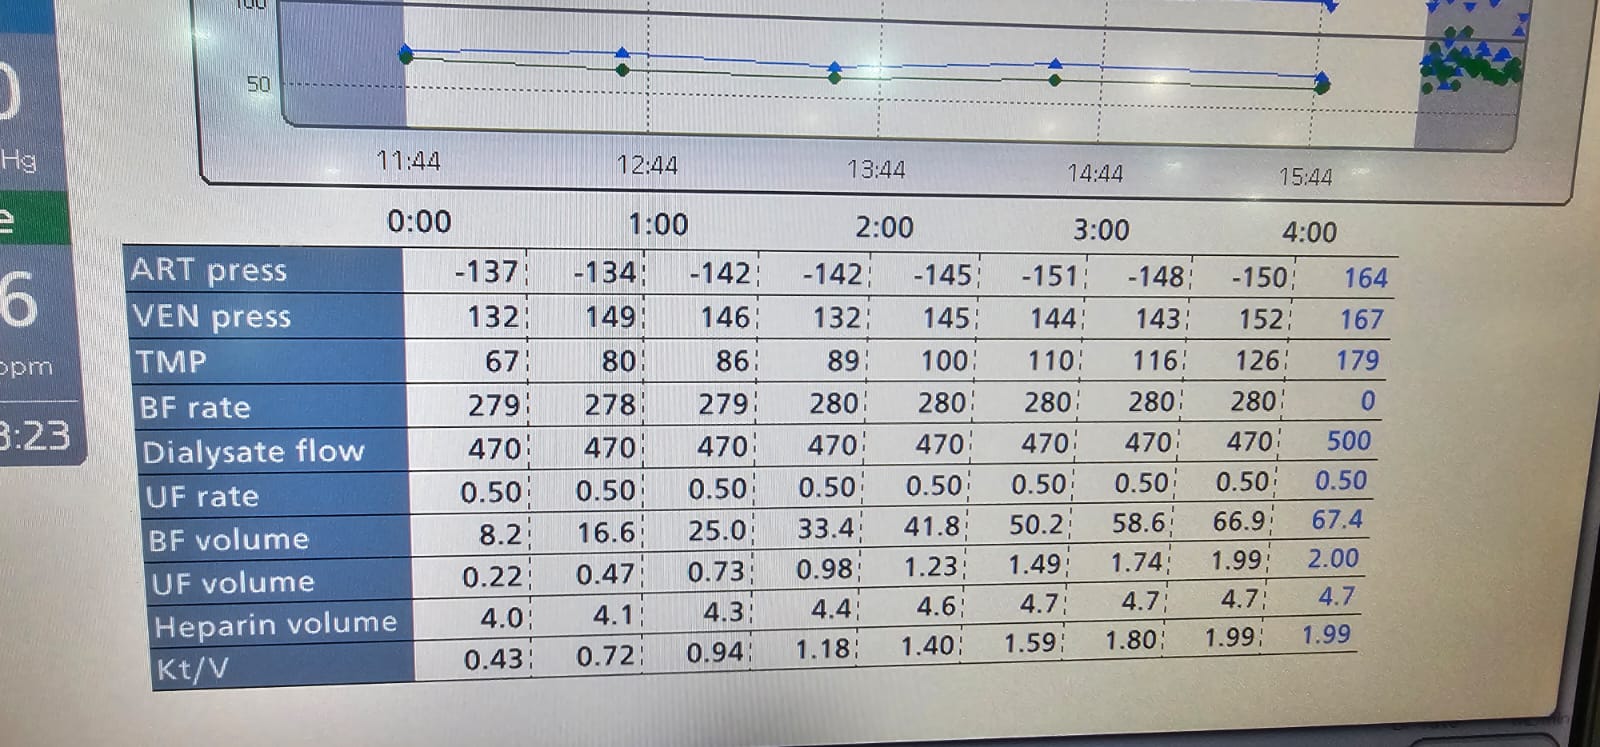 100
50
0
Hg
e
6
ppm
3:23
11:44 12:44 13:44 14:44 15:44
0:00 1:00 2:00 3:00 4:00
ART press -137 -134 -142 -142 -145 -151 -148 -150 164
VEN press 132 149 146 132 145 144 143 152 167
TMP 67 80 86 89 100 110 116 126 179
BF rate 279 278 279 280 280 280 280 280 0
Dialysate flow 470 470 470 470 470 470 470 470 500
UF rate 0.50 0.50 0.50 0.50 0.50 0.50 0.50 0.50 0.50
BF volume 8.2 16.6 25.0 33.4 41.8 50.2 58.6 66.9 67.4
UF volume 0.22 0.47 0.73 0.98 1.23 1.49 1.74 1.99 2.00
Heparin volume 4.0 4.1 4.3 4.4 4.6 4.7 4.7 4.7 4.7
Kt/V 0.43 0.72 0.94 1.18 1.40 1.59 1.80 1.99 1.99